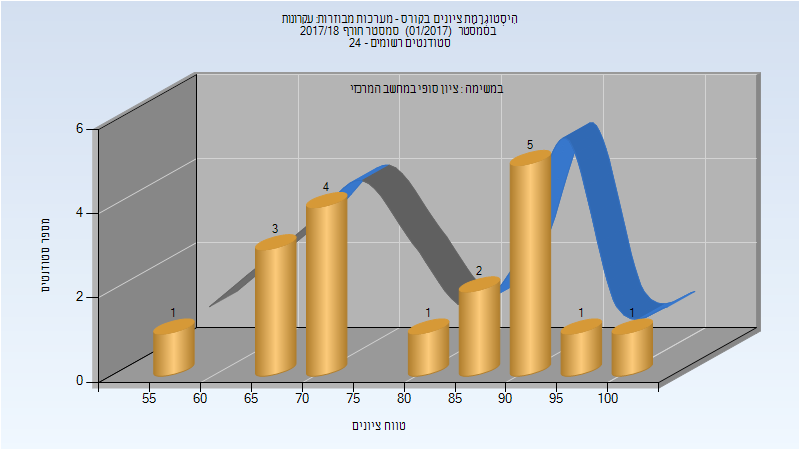 היסטוגרמת ציונים בקורס - מערכות מבוזרות: עקרונות
בסמסטר (01/2017) סמסטר חורף 2017/18
סטודנטים רשומים - 24
במשימה : ציון סופי במחשב המרכזי
מספר סטודנטים
6
4
2
0
1
3
4
1
2
5
1
1
55 60 65 70 75 80 85 90 95 100
טווח ציונים